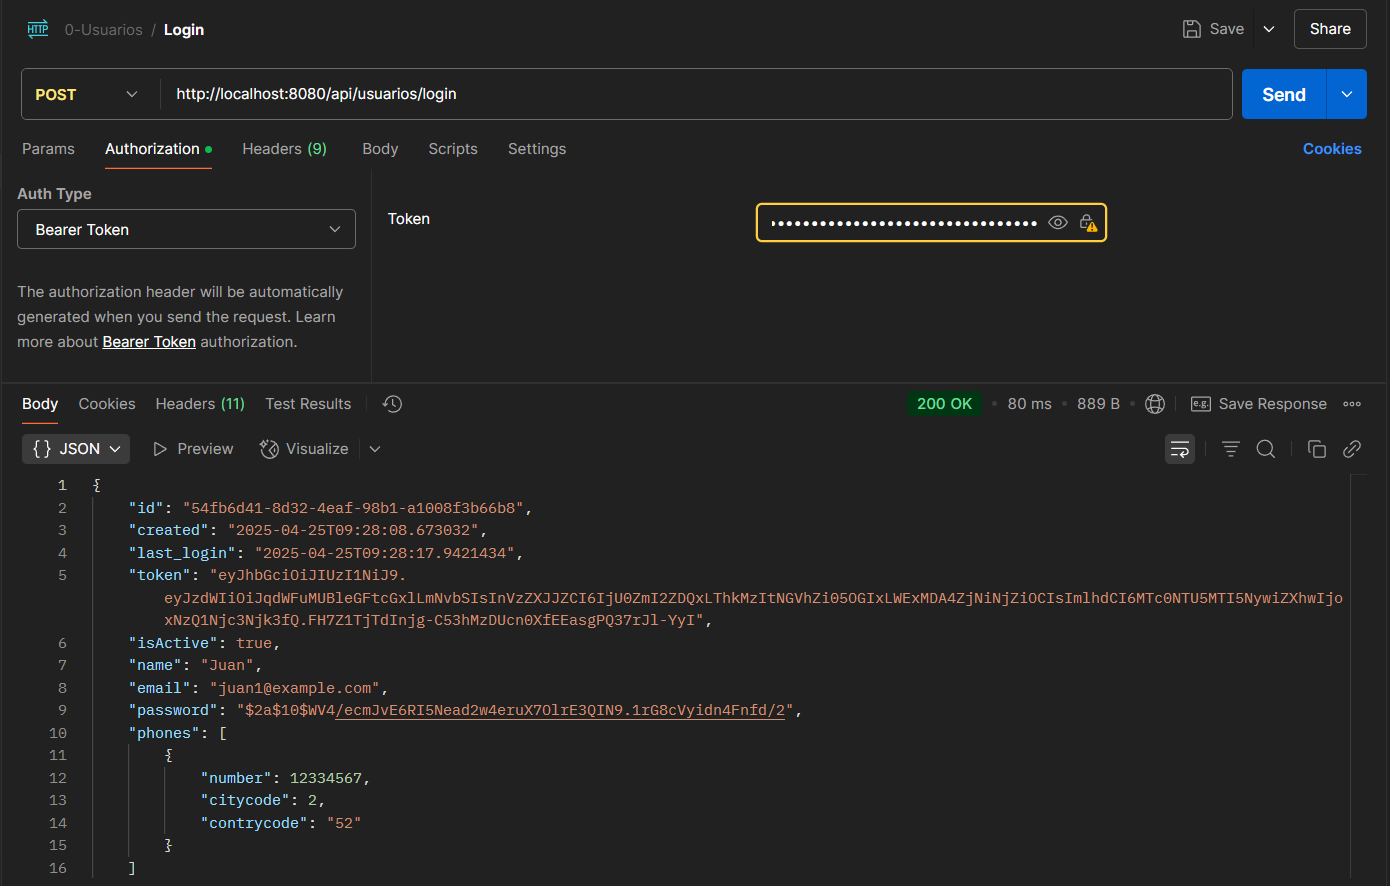 HTTP 0-Usuarios / Login Save Share
POST http://localhost:8080/api/usuarios/login Send
Params Authorization Headers (9) Body Scripts Settings Cookies
Auth Type
Bearer Token
Token
The authorization header will be automatically
generated when you send the request. Learn
more about Bearer Token authorization.
Body Cookies Headers (11) Test Results 200 OK 80 ms 889 B e.g. Save Response
{} JSON Preview Visualize
1 {
2 "id": "54fb6d41-8d32-4eaf-98b1-a1008f3b66b8",
3 "created": "2025-04-25T09:28:08.673032",
4 "last_login": "2025-04-25T09:28:17.9421434",
5 "token": "eyJhbGciOiJIUzI1NiJ9.
eyJzdWIiOiJqdWFuMUBleGFtcGxlLmNvbSIsInVzZXJJZCI6IjU0ZmI2ZDQxLThkMzItNGVhZi05OGIxLWExMDA4ZjNiNjZiOCIsImlhdCI6MTc0NTU5MTI5NywiZXhwIjo
xNzQ1Njc3Njk3fQ.FH7Z1TjTdInjg-C53hMzDUcn0XfEEasgPQ37rJl-YyI",
6 "isActive": true,
7 "name": "Juan",
8 "email": "juan1@example.com",
9 "password": "$2a$10$WV4/ecmJvE6RI5Nead2w4eruX7OlrE3QIN9.1rG8cVyidn4Fnfd/2",
10 "phones": [
11 {
12 "number": 12334567,
13 "citycode": 2,
14 "contrycode": "52"
15 }
16 ]